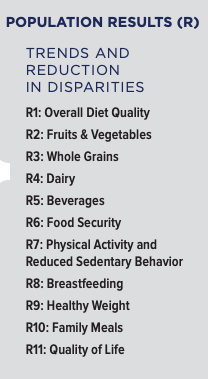 POPULATION RESULTS (R)
TRENDS AND
REDUCTION
IN DISPARITIES
R1: Overall Diet Quality
R2: Fruits & Vegetables
R3: Whole Grains
R4: Dairy
R5: Beverages
R6: Food Security
R7: Physical Activity and
Reduced Sedentary Behavior
R8: Breastfeeding
R9: Healthy Weight
R10: Family Meals
R11: Quality of Life